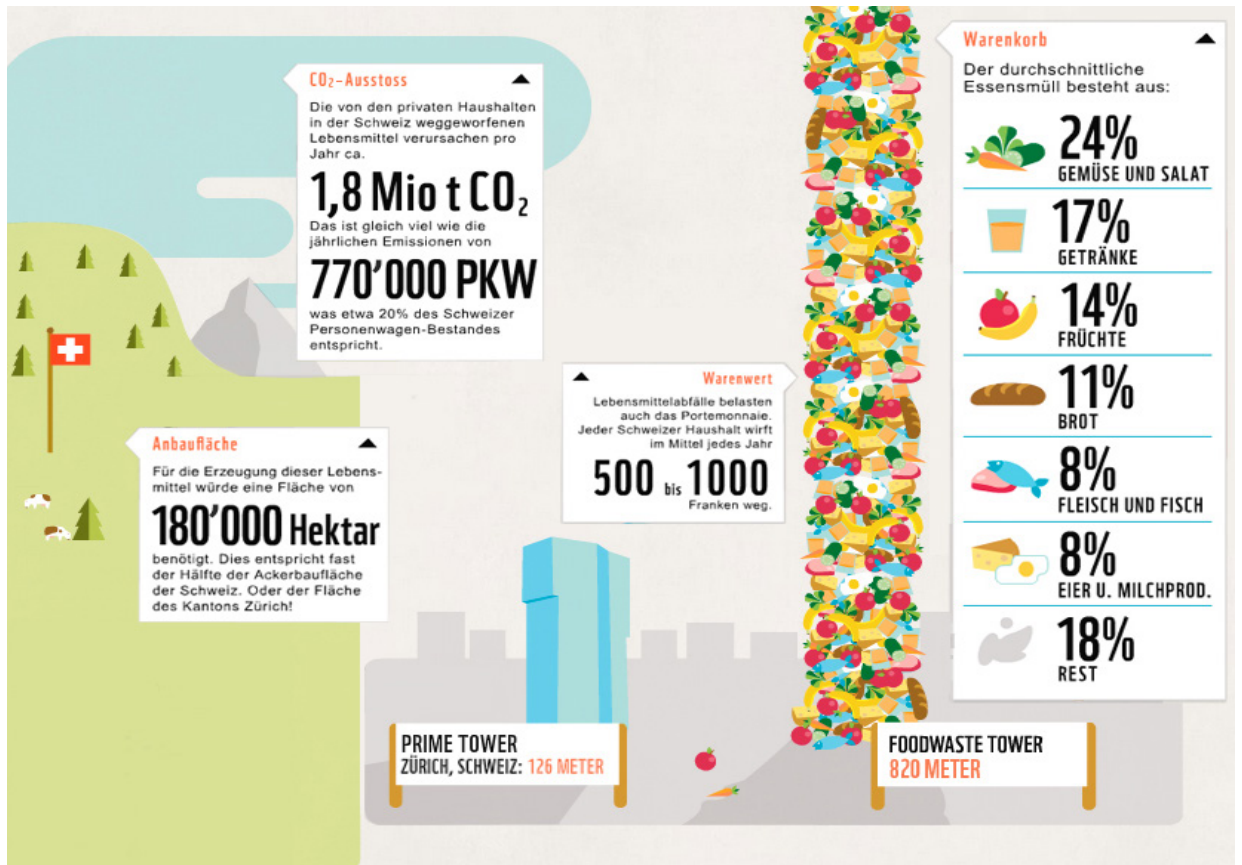 CO₂-Ausstoss
Die von den privaten Haushalten
in der Schweiz weggeworfenen
Lebensmittel verursachen pro
Jahr ca.
1,8 Mio t CO₂
Das ist gleich viel wie die
jährlichen Emissionen von
770’000 PKW
was etwa 20% des Schweizer
Personenwagen-Bestandes
entspricht.
Anbaufläche
Für die Erzeugung dieser Lebens-
mittel würde eine Fläche von
180’000 Hektar
benötigt. Dies entspricht fast
der Hälfte der Ackerbaufläche
der Schweiz. Oder der Fläche
des Kantons Zürich!
Warenwert
Lebensmittelabfälle belasten
auch das Portemonnaie.
Jeder Schweizer Haushalt wirft
im Mittel jedes Jahr
500 bis 1000
Franken weg.
Warenkorb
Der durchschnittliche
Essensmüll besteht aus:
24%
GEMÜSE UND SALAT
17%
GETRÄNKE
14%
FRÜCHTE
11%
BROT
8%
FLEISCH UND FISCH
8%
EIER U. MILCHPROD.
18%
REST
PRIME TOWER
ZÜRICH, SCHWEIZ: 126 METER
FOODWASTE TOWER
820 METER